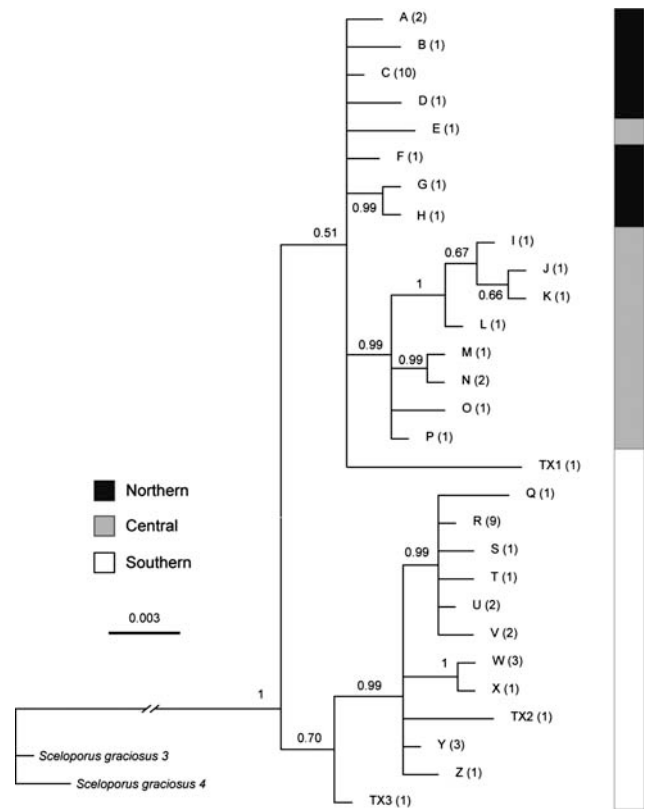 A (2)
B (1)
C (10)
D (1)
E (1)
F (1)
G (1)
0.99
H (1)
0.51
I (1)
0.67
J (1)
1
0.66
K (1)
L (1)
0.99
M (1)
0.99
N (2)
O (1)
P (1)
TX1 (1)
Northern
Central
Southern
0.003
Q (1)
R (9)
0.99
S (1)
T (1)
U (2)
V (2)
1
W (3)
0.99
X (1)
1
TX2 (1)
0.70
Y (3)
Sceloporus graciosus 3
Z (1)
Sceloporus graciosus 4
TX3 (1)